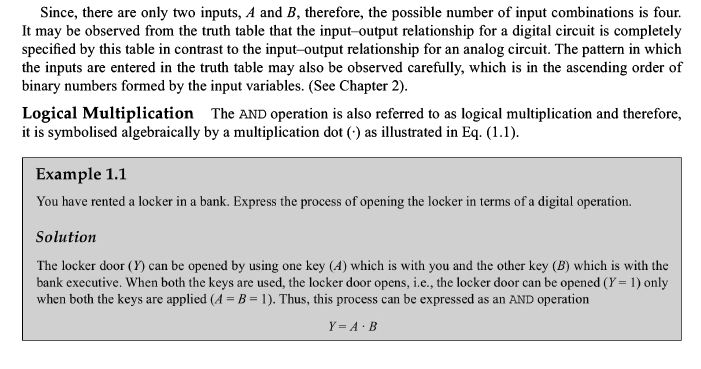 Since, there are only two inputs, A and B, therefore, the possible number of input combinations is four.
It may be observed from the truth table that the input–output relationship for a digital circuit is completely
specified by this table in contrast to the input–output relationship for an analog circuit. The pattern in which
the inputs are entered in the truth table may also be observed carefully, which is in the ascending order of
binary numbers formed by the input variables. (See Chapter 2).
Logical Multiplication The AND operation is also referred to as logical multiplication and therefore,
it is symbolised algebraically by a multiplication dot (·) as illustrated in Eq. (1.1).
Example 1.1
You have rented a locker in a bank. Express the process of opening the locker in terms of a digital operation.
Solution
The locker door (Y) can be opened by using one key (A) which is with you and the other key (B) which is with the
bank executive. When both the keys are used, the locker door opens, i.e., the locker door can be opened (Y = 1) only
when both the keys are applied (A = B = 1). Thus, this process can be expressed as an AND operation
Y = A · B